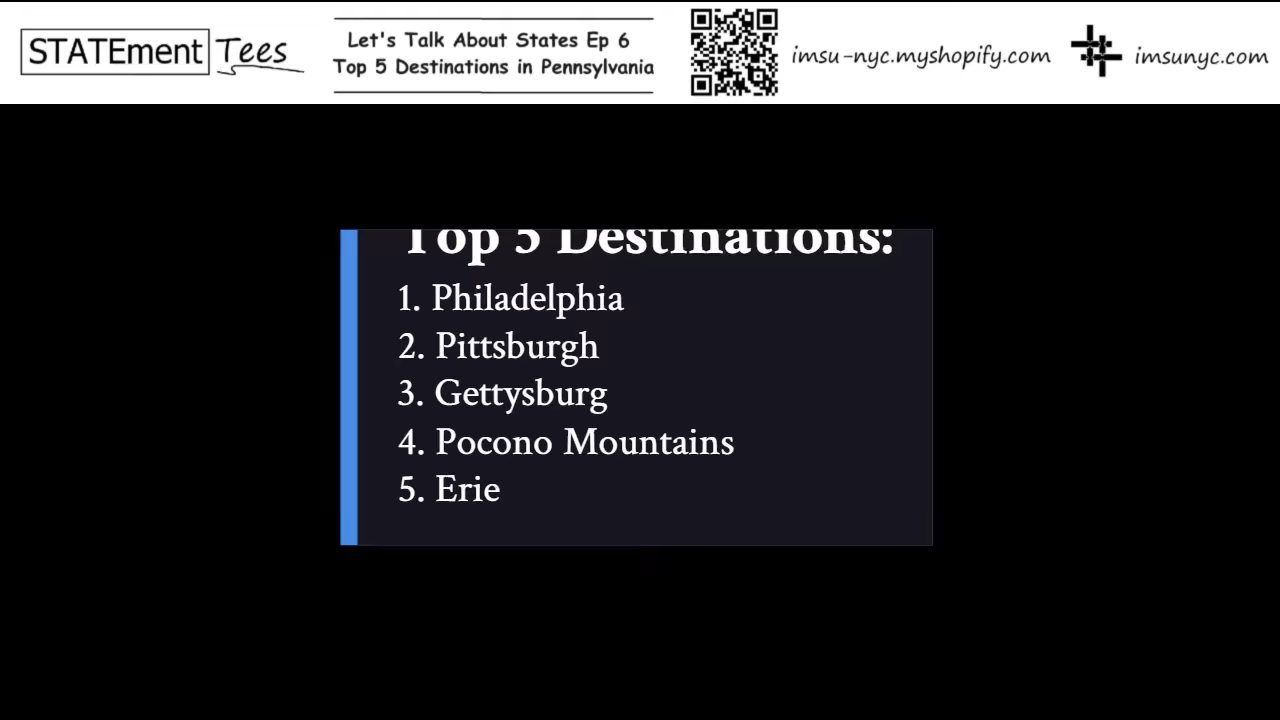 STATEment Tees
Let's Talk About States Ep 6
Top 5 Destinations in Pennsylvania
imsu-nyc.myshopify.com
imsunyc.com
Top 5 Destinations:
1. Philadelphia
2. Pittsburgh
3. Gettysburg
4. Pocono Mountains
5. Erie